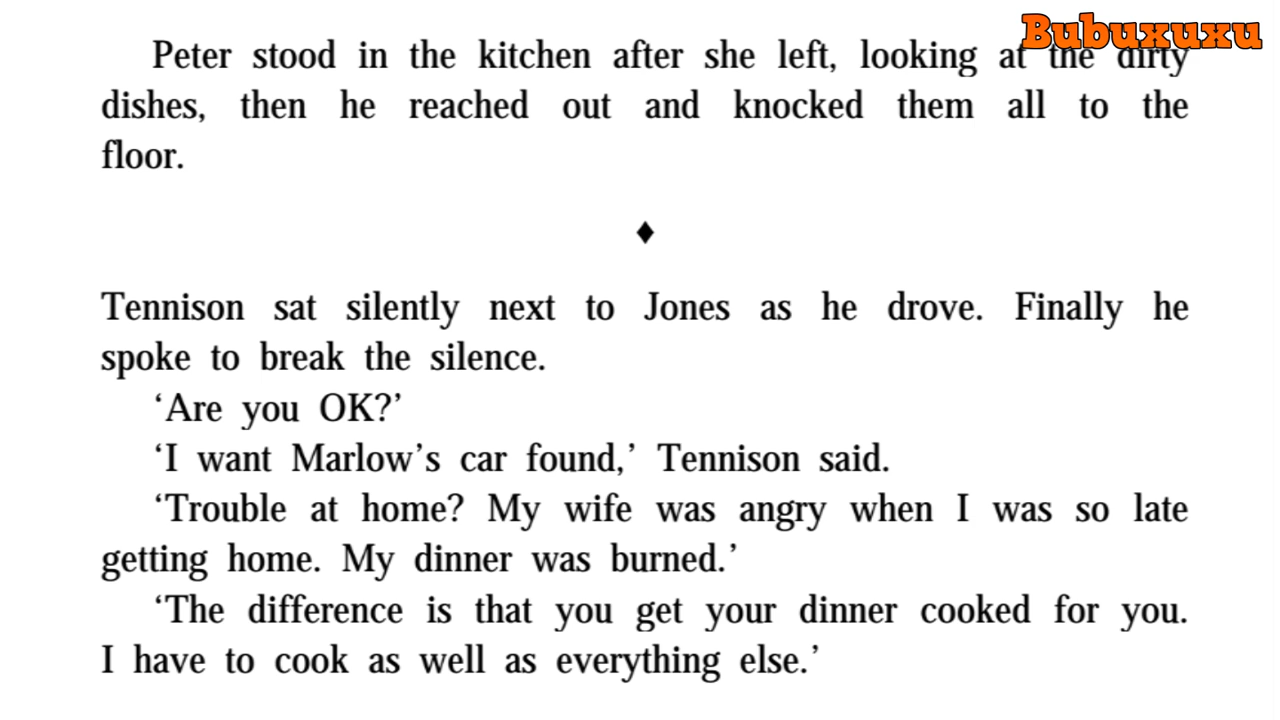 Bubuxuxu
Peter stood in the kitchen after she left, looking at the dirty
dishes, then he reached out and knocked them all to the
floor.
♦
Tennison sat silently next to Jones as he drove. Finally he
spoke to break the silence.
‘Are you OK?’
‘I want Marlow’s car found,’ Tennison said.
‘Trouble at home? My wife was angry when I was so late
getting home. My dinner was burned.’
‘The difference is that you get your dinner cooked for you.
I have to cook as well as everything else.’